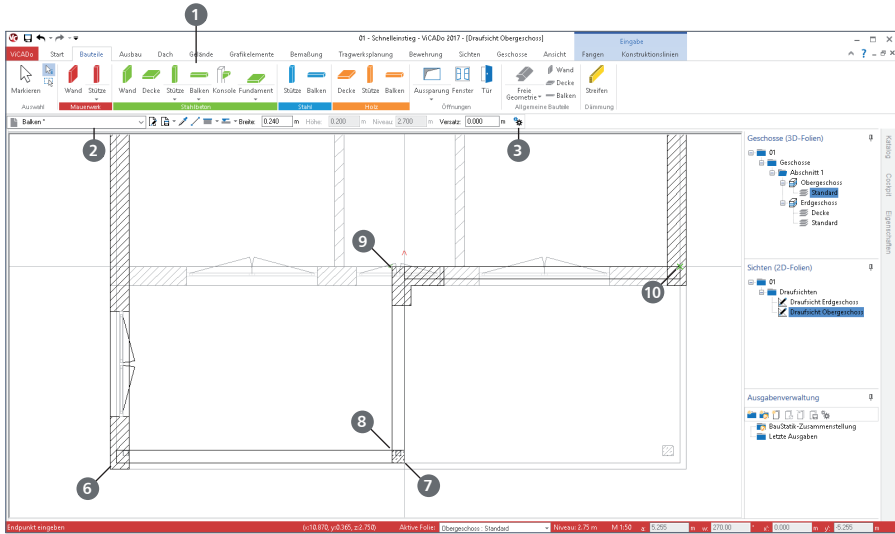 1
01 - Schnelleinstieg - ViCADo 2017 - [Draufsicht Obergeschoss]
Eingabe
ViCADo Start Bauteile Ausbau Dach Gelände Grafikelemente Bemaßung Tragwerksplanung Bewehrung Sichten Geschosse Ansicht Fangen Konstruktionslinien
Markieren Wand Stütze Wand Decke Stütze Balken Konsole Fundament Stütze Balken Decke Stütze Balken Aussparung Fenster Tür Freie Geometrie Wand Decke Balken Streifen
Auswahl Mauerwerk Stahlbeton Stahl Holz Öffnungen Allgemeine Bauteile Dämmung
Balken * Breite: 0.240 m Höhe: 0.200 m Niveau: 2.700 m Versatz: 0.000 m
2
3
Geschosse (3D-Folien)
01
Geschosse
Abschnitt 1
Obergeschoss
Standard
Erdgeschoss
Decke
Standard
Katalog
Cockpit
Eigenschaften
9
10
Sichten (2D-Folien)
01
Draufsichten
Draufsicht Erdgeschoss
Draufsicht Obergeschoss
Ausgabenverwaltung
BauStatik-Zusammenstellung
Letzte Ausgaben
8
6
7
Endpunkt eingeben (x:10.870, y:0.365, z:2.750) Aktive Folie: Obergeschoss : Standard Niveau: 2.75 m M 1:50 a: 5.255 m w: 270.00 ° x': 0.000 m y': -5.255 m